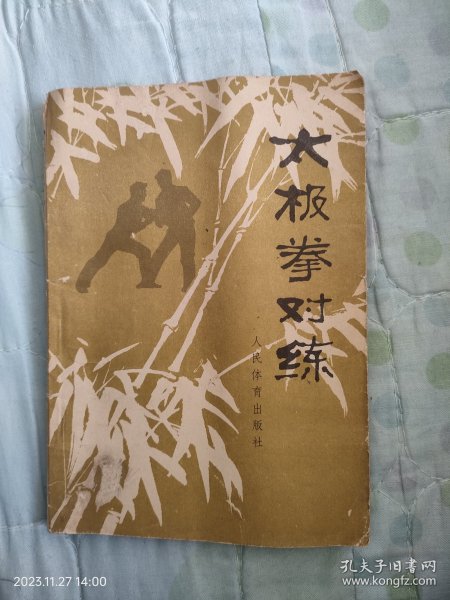 太极拳对练
人民体育出版社
2023.11.27 14:00
孔夫子旧书网
www.kongfz.com